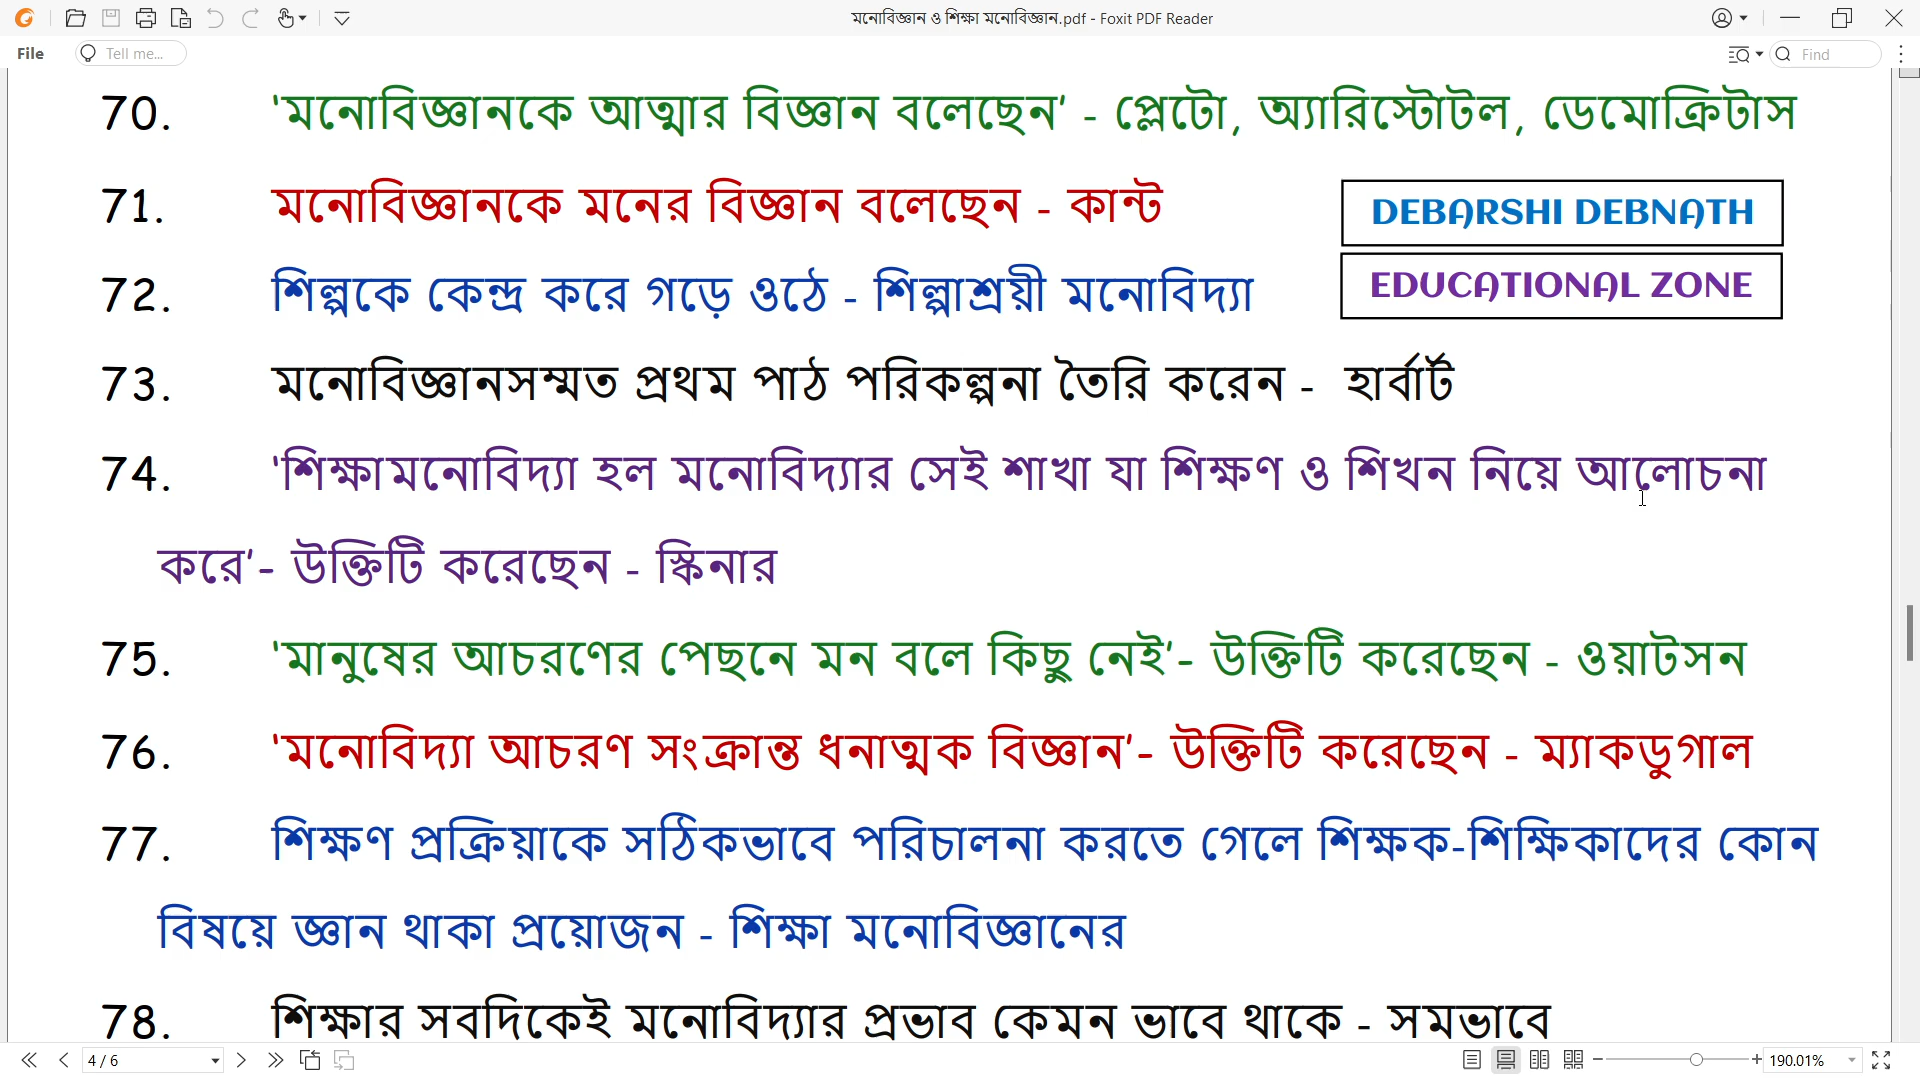 মনোবিজ্ঞান ও শিক্ষা মনোবিজ্ঞান.pdf - Foxit PDF Reader
File
Tell me...
Find
70. ‘মনোবিজ্ঞানকে আত্মার বিজ্ঞান বলেছেন’ - প্লেটো, অ্যারিস্টোটল, ডেমোক্রিটাস
71. মনোবিজ্ঞানকে মনের বিজ্ঞান বলেছেন - কান্ট
DEBARSHI DEBNATH
72. শিল্পকে কেন্দ্র করে গড়ে ওঠে - শিল্পাশ্রয়ী মনোবিদ্যা
EDUCATIONAL ZONE
73. মনোবিজ্ঞানসম্মত প্রথম পাঠ পরিকল্পনা তৈরি করেন - হার্বার্ট
74. ‘শিক্ষামনোবিদ্যা হল মনোবিদ্যার সেই শাখা যা শিক্ষণ ও শিখন নিয়ে আলোচনা
করে’- উক্তিটি করেছেন - স্কিনার
75. ‘মানুষের আচরণের পেছনে মন বলে কিছু নেই’- উক্তিটি করেছেন - ওয়াটসন
76. ‘মনোবিদ্যা আচরণ সংক্রান্ত ধনাত্মক বিজ্ঞান’- উক্তিটি করেছেন - ম্যাকডুগাল
77. শিক্ষণ প্রক্রিয়াকে সঠিকভাবে পরিচালনা করতে গেলে শিক্ষক-শিক্ষিকাদের কোন
বিষয়ে জ্ঞান থাকা প্রয়োজন - শিক্ষা মনোবিজ্ঞানের
78. শিক্ষার সবদিকেই মনোবিদ্যার প্রভাব কেমন ভাবে থাকে - সমভাবে
4 / 6
190.01%